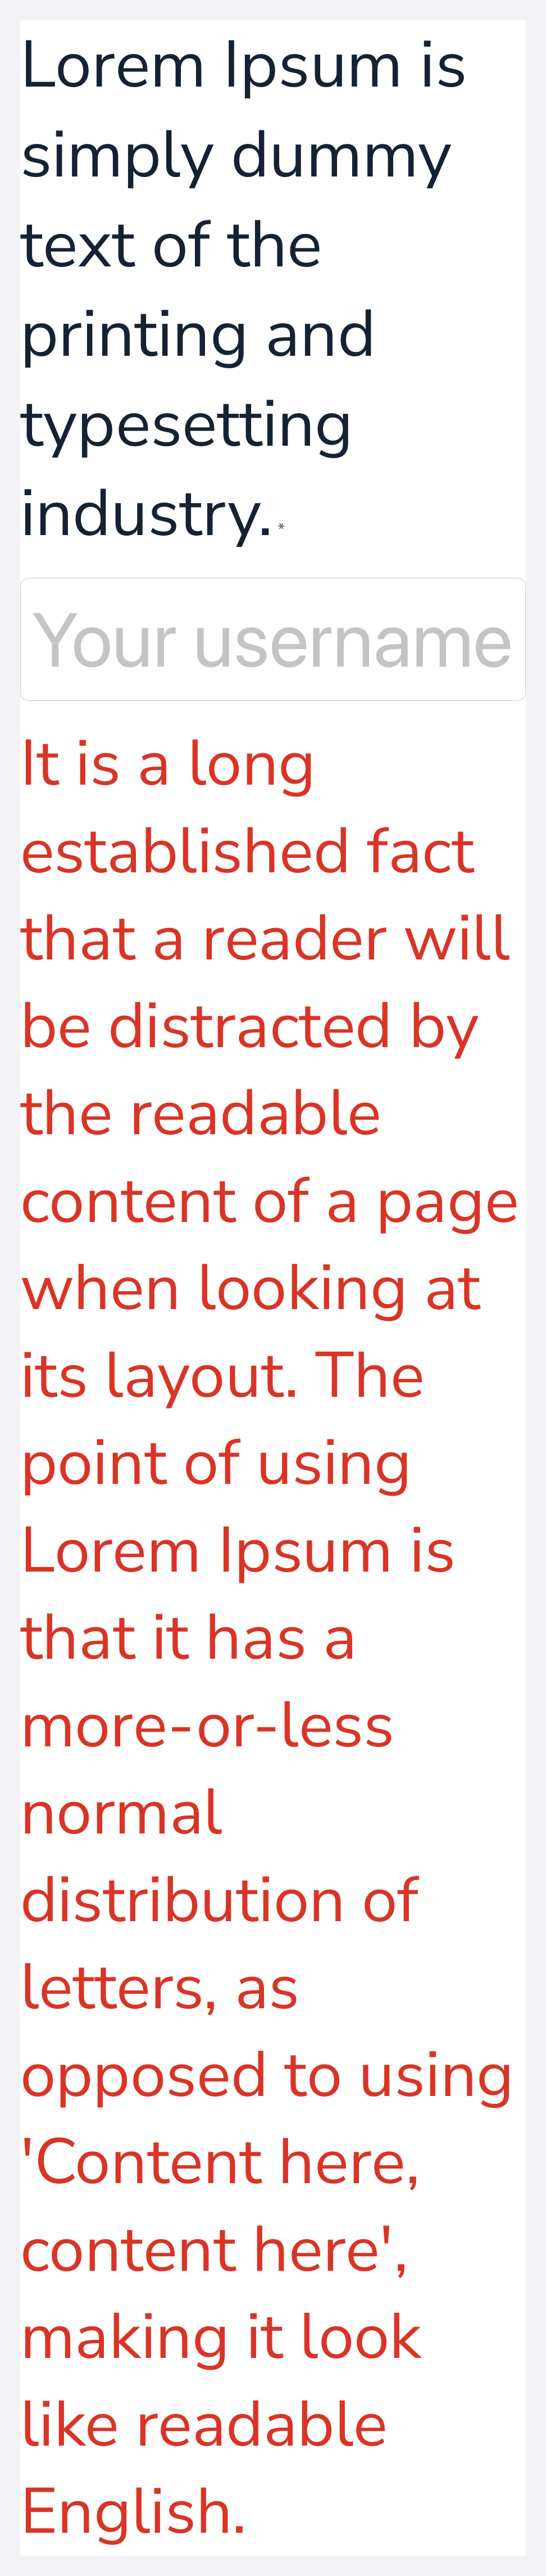 Lorem Ipsum is
simply dummy
text of the
printing and
typesetting
industry.*
Your username
It is a long
established fact
that a reader will
be distracted by
the readable
content of a page
when looking at
its layout. The
point of using
Lorem Ipsum is
that it has a
more-or-less
normal
distribution of
letters, as
opposed to using
'Content here,
content here',
making it look
like readable
English.